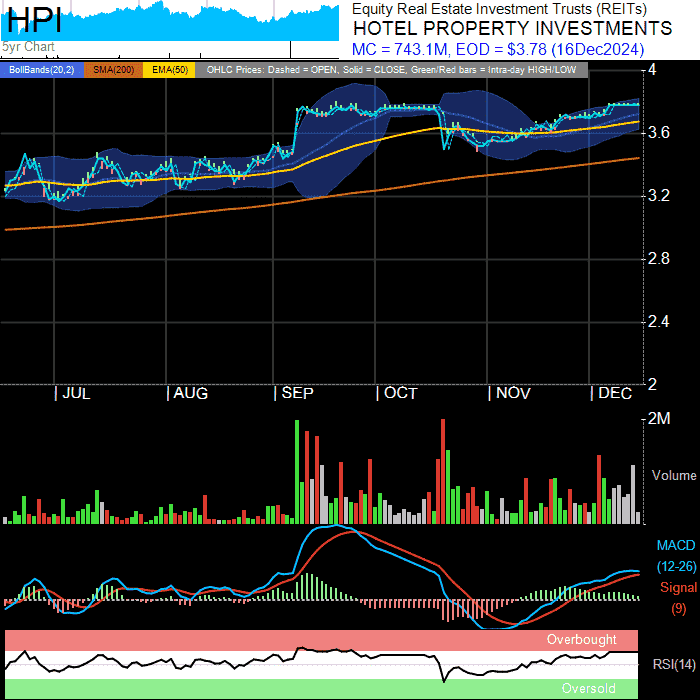 HPI
5yr Chart
Equity Real Estate Investment Trusts (REITs)
HOTEL PROPERTY INVESTMENTS
MC = 743.1M, EOD = $3.78 (16Dec2024)
BollBands(20,2) SMA(200) EMA(50) OHLC Prices: Dashed = OPEN, Solid = CLOSE, Green/Red bars = Intra-day HIGH/LOW
4
3.6
3.2
2.8
2.4
2
| JUL | AUG | SEP | OCT | NOV | DEC
2M
Volume
MACD
(12-26)
Signal
(9)
Overbought
RSI(14)
Oversold